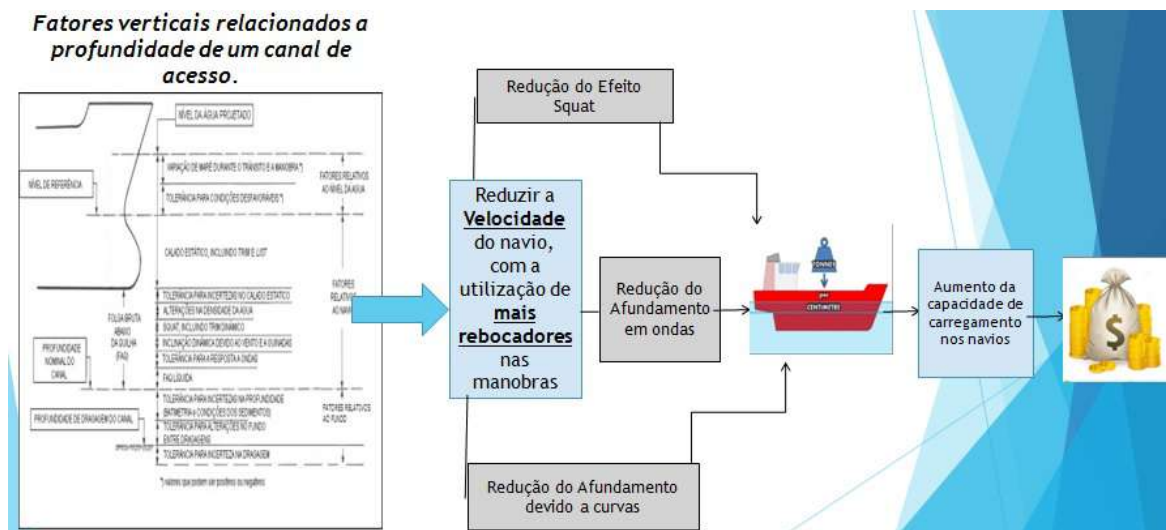 Fatores verticais relacionados a
profundidade de um canal de
acesso.
NÍVEL DA ÁGUA PROJETADO
VARIAÇÃO DE MARÉ DURANTE O TRÂNSITO E A MANOBRA *)
NÍVEL DE REFERÊNCIA
TOLERÂNCIA PARA CONDIÇÕES DESFAVORÁVEIS *)
FATORES RELATIVOS
AO NÍVEL DA ÁGUA
CALADO ESTÁTICO, INCLUINDO TRIM E LIST
FATORES
RELATIVOS
TOLERÂNCIA PARA INCERTEZAS NO CALADO ESTÁTICO
ALTERAÇÕES NA DENSIDADE DA ÁGUA
SQUAT, INCLUINDO TRIM DINÂMICO
INCLINAÇÃO DINÂMICA DEVIDO AO VENTO E A GUINADAS
TOLERÂNCIA PARA A RESPOSTA A ONDAS
FAQ LÍQUIDA
FOLGA BRUTA
ABAIXO
DA QUILHA
(FAQ)
PROFUNDIDADE
NOMINAL DO
CANAL
TOLERÂNCIA PARA INCERTEZAS NA PROFUNDIDADE
(BATIMETRIA e CONDIÇÕES DOS SEDIMENTOS)
TOLERÂNCIA PARA ALTERAÇÕES NO FUNDO
ENTRE DRAGAGENS
TOLERÂNCIA PARA INCERTEZA NA DRAGAGEM
FATORES RELATIVOS
AO FUNDO
PROFUNDIDADE DE DRAGAGEM DO CANAL
*) valores que podem ser positivos ou negativos
Reduzir a
Velocidade
do navio,
com a
utilização de
mais
rebocadores
nas
manobras
Redução do Efeito
Squat
Redução do
Afundamento
em ondas
Redução do Afundamento
devido a curvas
TONNES
per
CENTIMETRE
Aumento da
capacidade de
carregamento
nos navios
$